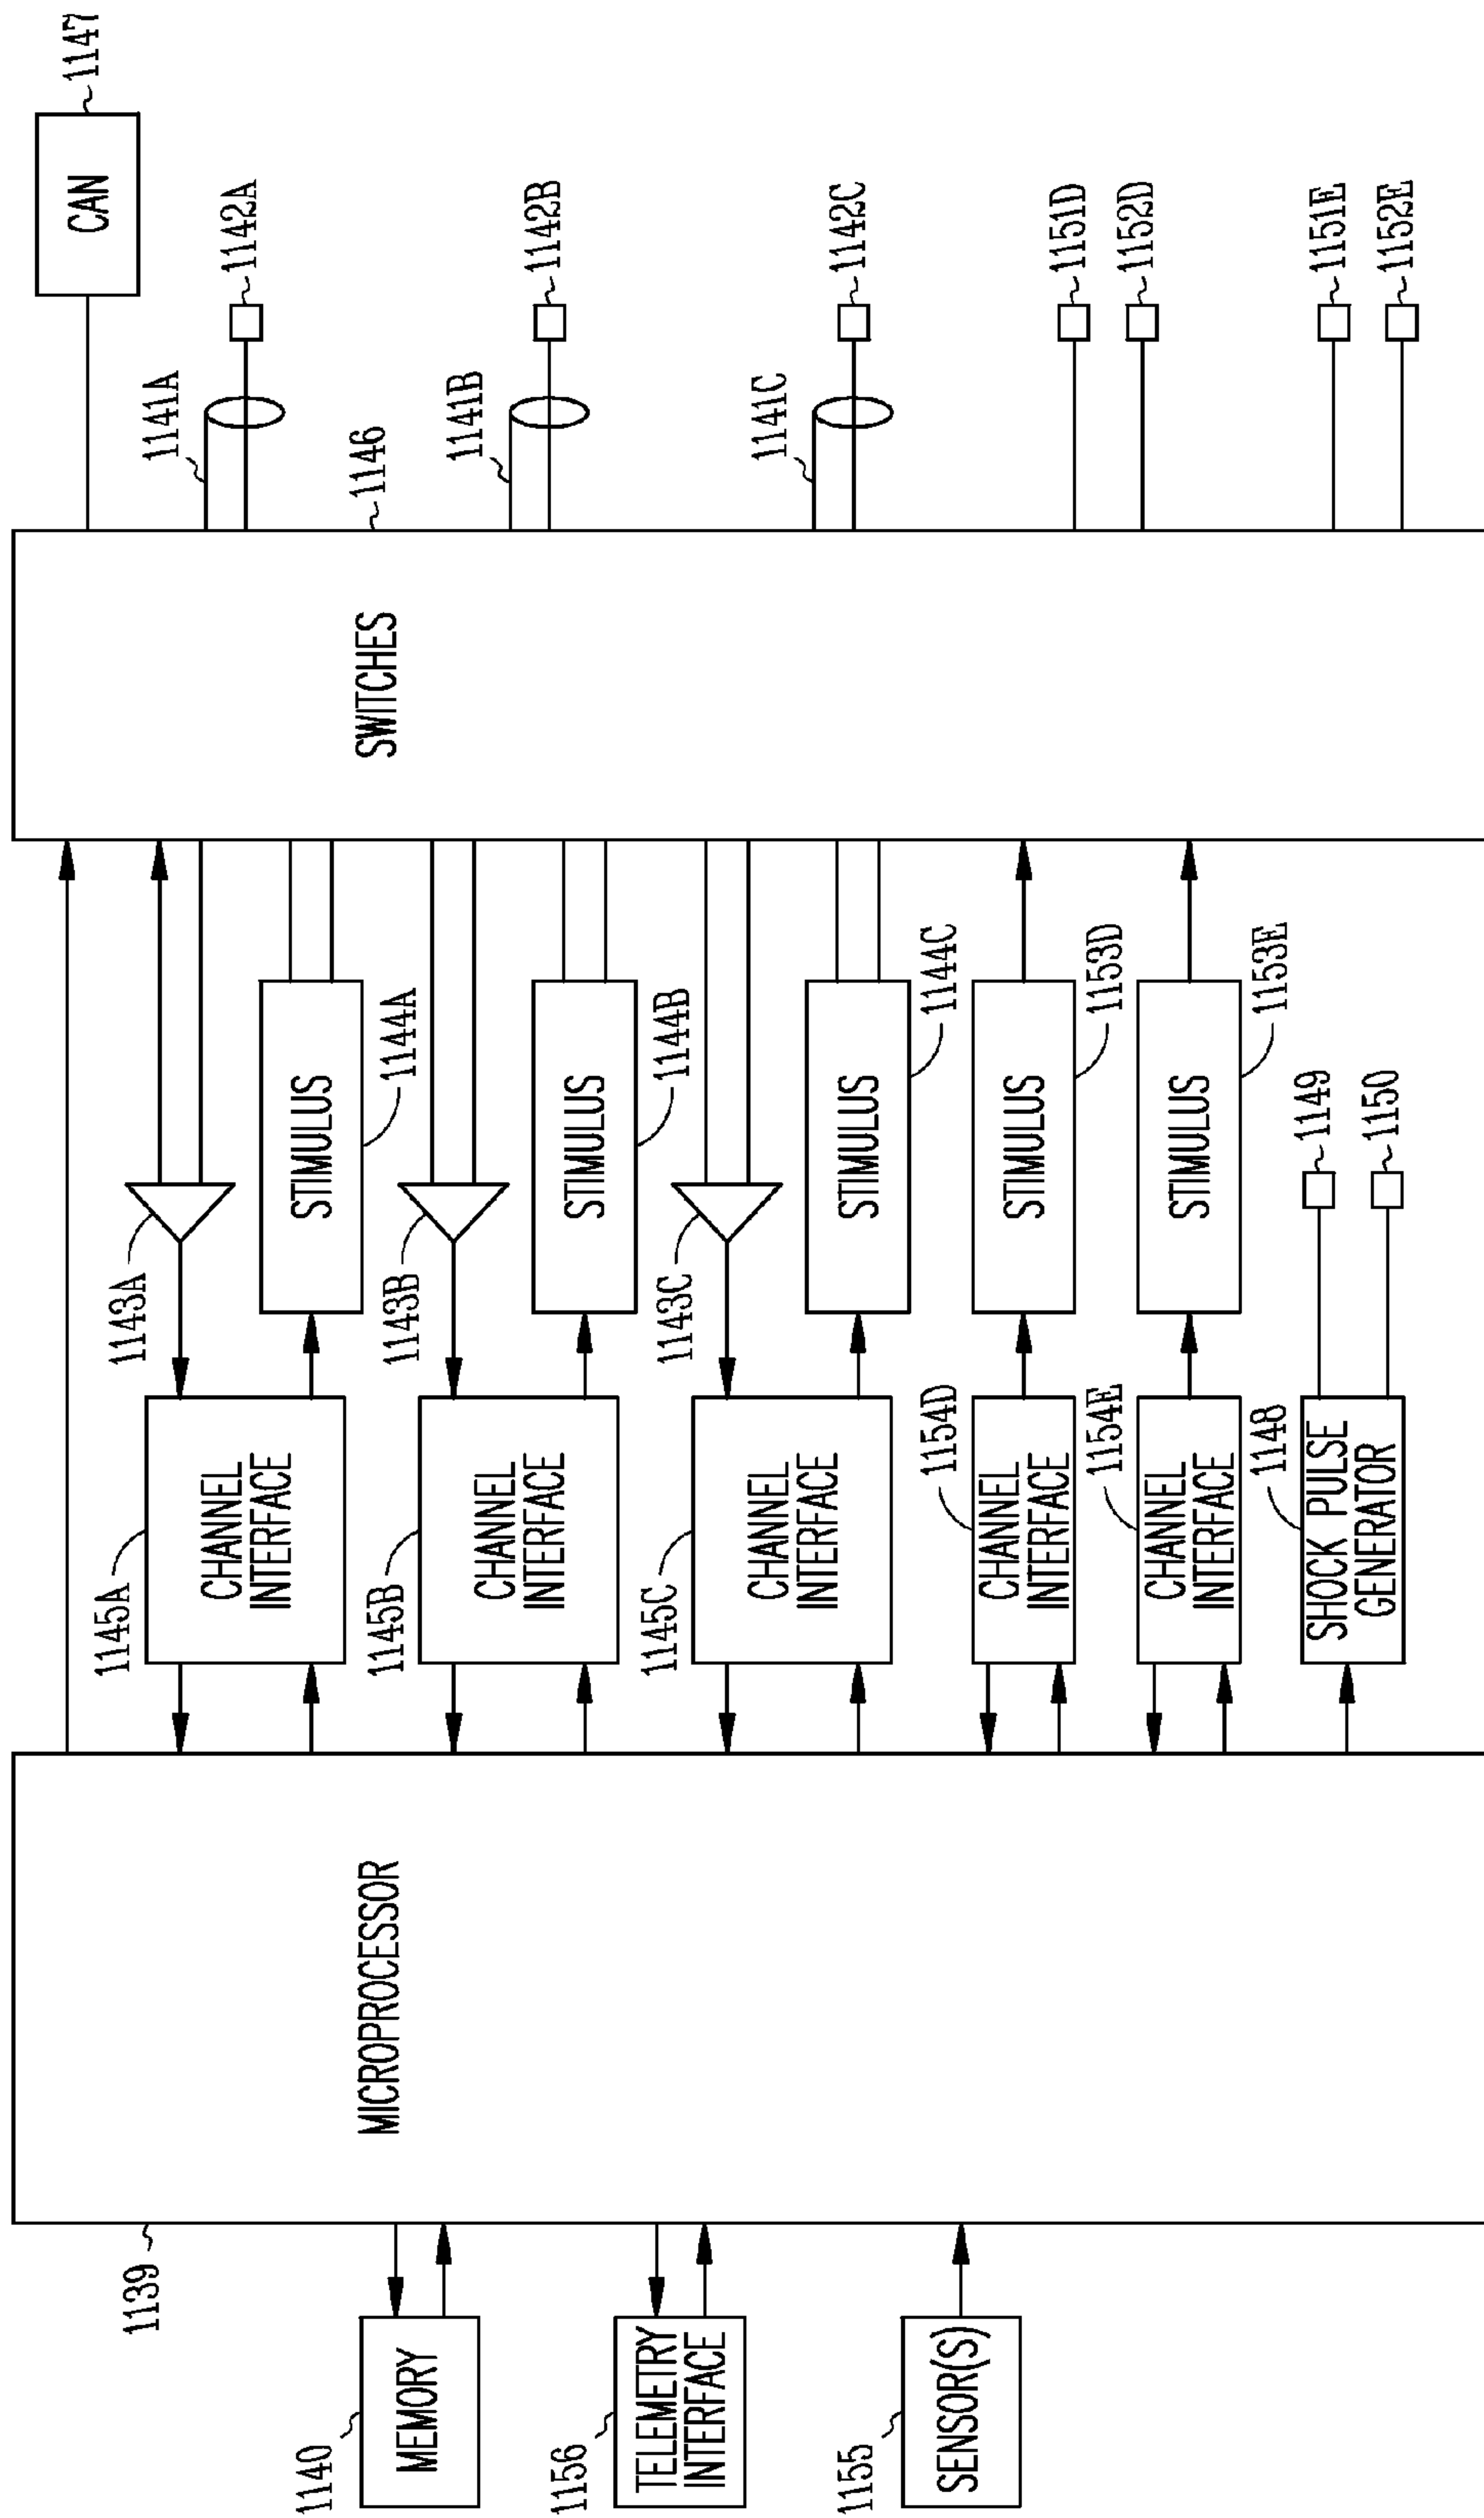 1139
MICROPROCESSOR
1140
MEMORY
1156
TELEMETRY
INTERFACE
1155
SENSOR(S)
1145A
CHANNEL
INTERFACE
1143A
STIMULUS
1144A
1145B
CHANNEL
INTERFACE
1143B
STIMULUS
1144B
1145C
CHANNEL
INTERFACE
1143C
STIMULUS
1144C
1154D
CHANNEL
INTERFACE
STIMULUS
1153D
1154E
CHANNEL
INTERFACE
STIMULUS
1153E
1148
SHOCK PULSE
GENERATOR
1149
1150
SWITCHES
1146
CAN
1147
1141A
1142A
1141B
1142B
1141C
1142C
1151D
1152D
1151E
1152E